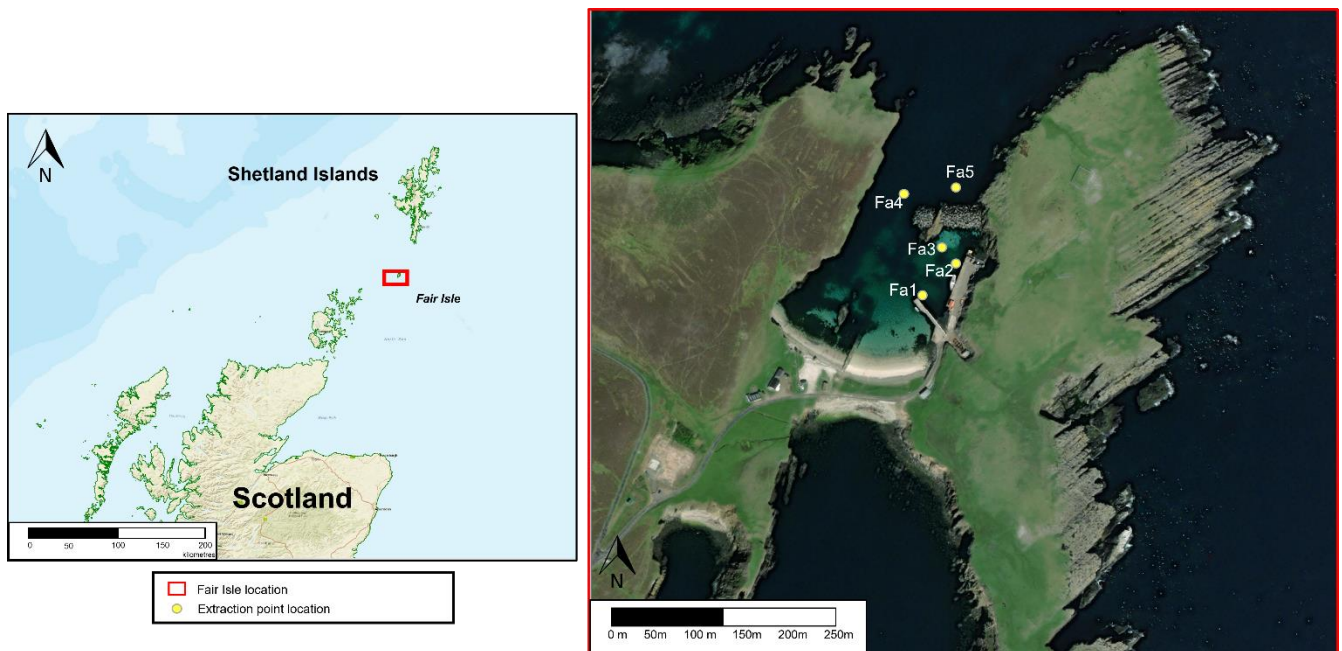 N
Shetland Islands
Fair Isle
Scotland
0 50 100 150 200
kilometres
Fair Isle location
Extraction point location
Fa5
Fa4
Fa3
Fa2
Fa1
N
0 m 50m 100 m 150m 200m 250m